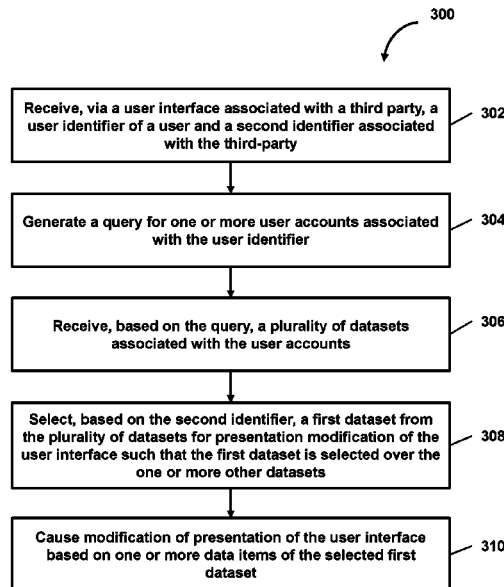 300
Receive, via a user interface associated with a third party, a
user identifier of a user and a second identifier associated
with the third-party
302
Generate a query for one or more user accounts associated
with the user identifier
304
Receive, based on the query, a plurality of datasets
associated with the user accounts
306
Select, based on the second identifier, a first dataset from
the plurality of datasets for presentation modification of the
user interface such that the first dataset is selected over the
one or more other datasets
308
Cause modification of presentation of the user interface
based on one or more data items of the selected first
dataset
310